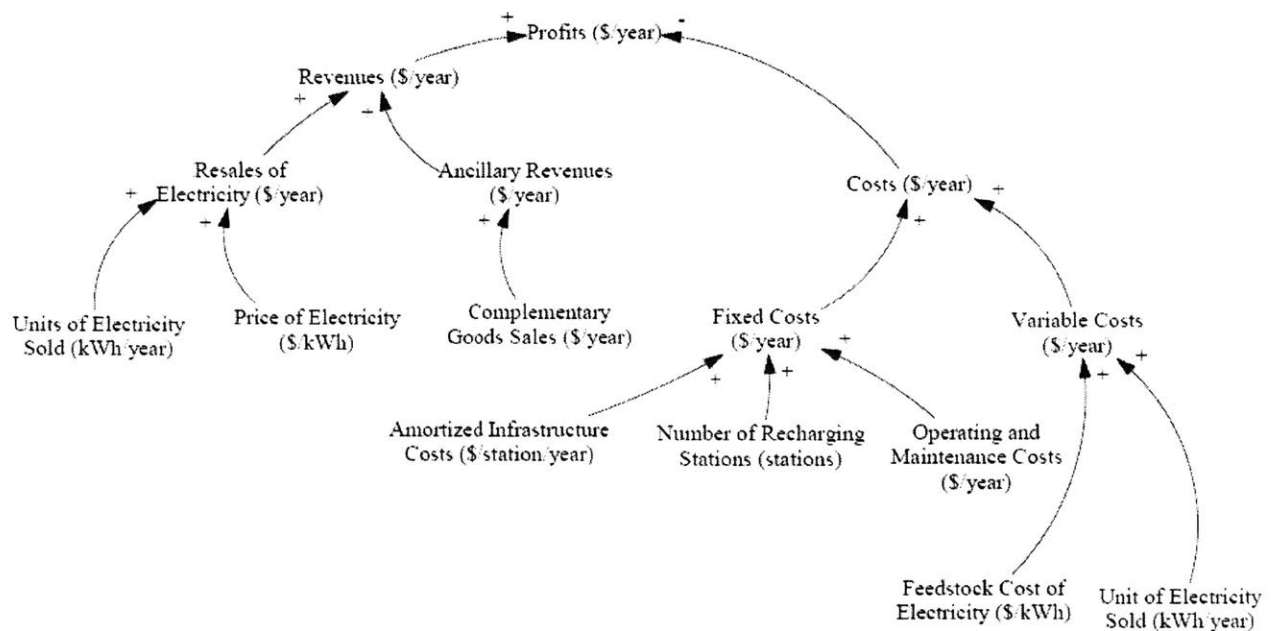 +
Profits ($/year)
-
Revenues ($/year)
+
+
Resales of
Electricity ($/year)
Ancillary Revenues
($/year)
Costs ($/year)
+
+
+
+
+
Units of Electricity
Sold (kWh/year)
Price of Electricity
($/kWh)
Complementary
Goods Sales ($/year)
Fixed Costs
($/year)
Variable Costs
($/year)
+
+
+
+
+
Amortized Infrastructure
Costs ($/station/year)
Number of Recharging
Stations (stations)
Operating and
Maintenance Costs
($/year)
Feedstock Cost of
Electricity ($/kWh)
Unit of Electricity
Sold (kWh/year)